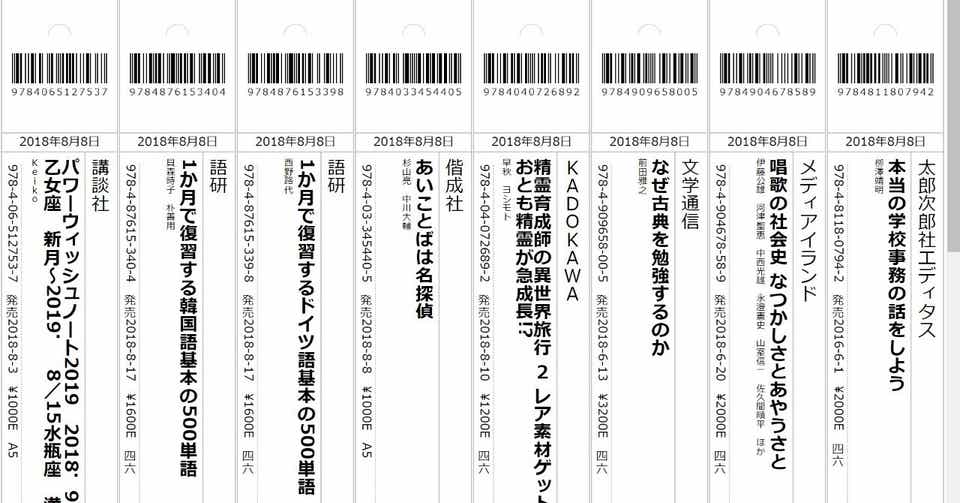 9784811807942
2018年8月8日
太郎次郎社エディタス
本当の学校事務の話をしよう
柳澤靖明
978-4-8118-0794-2 発売2016-6-1 ¥2000E 四六
9784904678589
2018年8月8日
メディアイランド
唱歌の社会史 なつかしさとあやうさと
伊藤公雄 河津聖恵 中西光雄 永澄憲史 山室信一 佐久間順平 ほか
978-4-904678-58-9 発売2018-6-20 ¥2000E 四六
9784909658005
2018年8月8日
文学通信
なぜ古典を勉強するのか
前田雅之
978-4-909658-00-5 発売2018-6-13 ¥3200E 四六
9784040726892
2018年8月8日
KADOKAWA
精霊育成師の異世界旅行 2 レア素材ゲット
おとも精霊が急成長!?
早秋 ヨシモト
978-4-04-072689-2 発売2018-8-10 ¥1200E 四六
9784033454405
2018年8月8日
偕成社
あいことばは名探偵
杉山亮 中川大輔
978-4-03-345440-5 発売2018-8-8 ¥1000E A5
9784876153398
2018年8月8日
語研
1か月で復習するドイツ語基本の500単語
西野路代
978-4-87615-339-8 発売2018-8-17 ¥1600E 四六
9784876153404
2018年8月8日
語研
1か月で復習する韓国語基本の500単語
貝森時子 朴善用
978-4-87615-340-4 発売2018-8-17 ¥1600E 四六
9784065127537
2018年8月8日
講談社
パワーウィッシュノート2019 2018'9
乙女座 新月〜2019' 8/15水瓶座 満
Keiko
978-4-06-512753-7 発売2018-8-3 ¥1000E A5